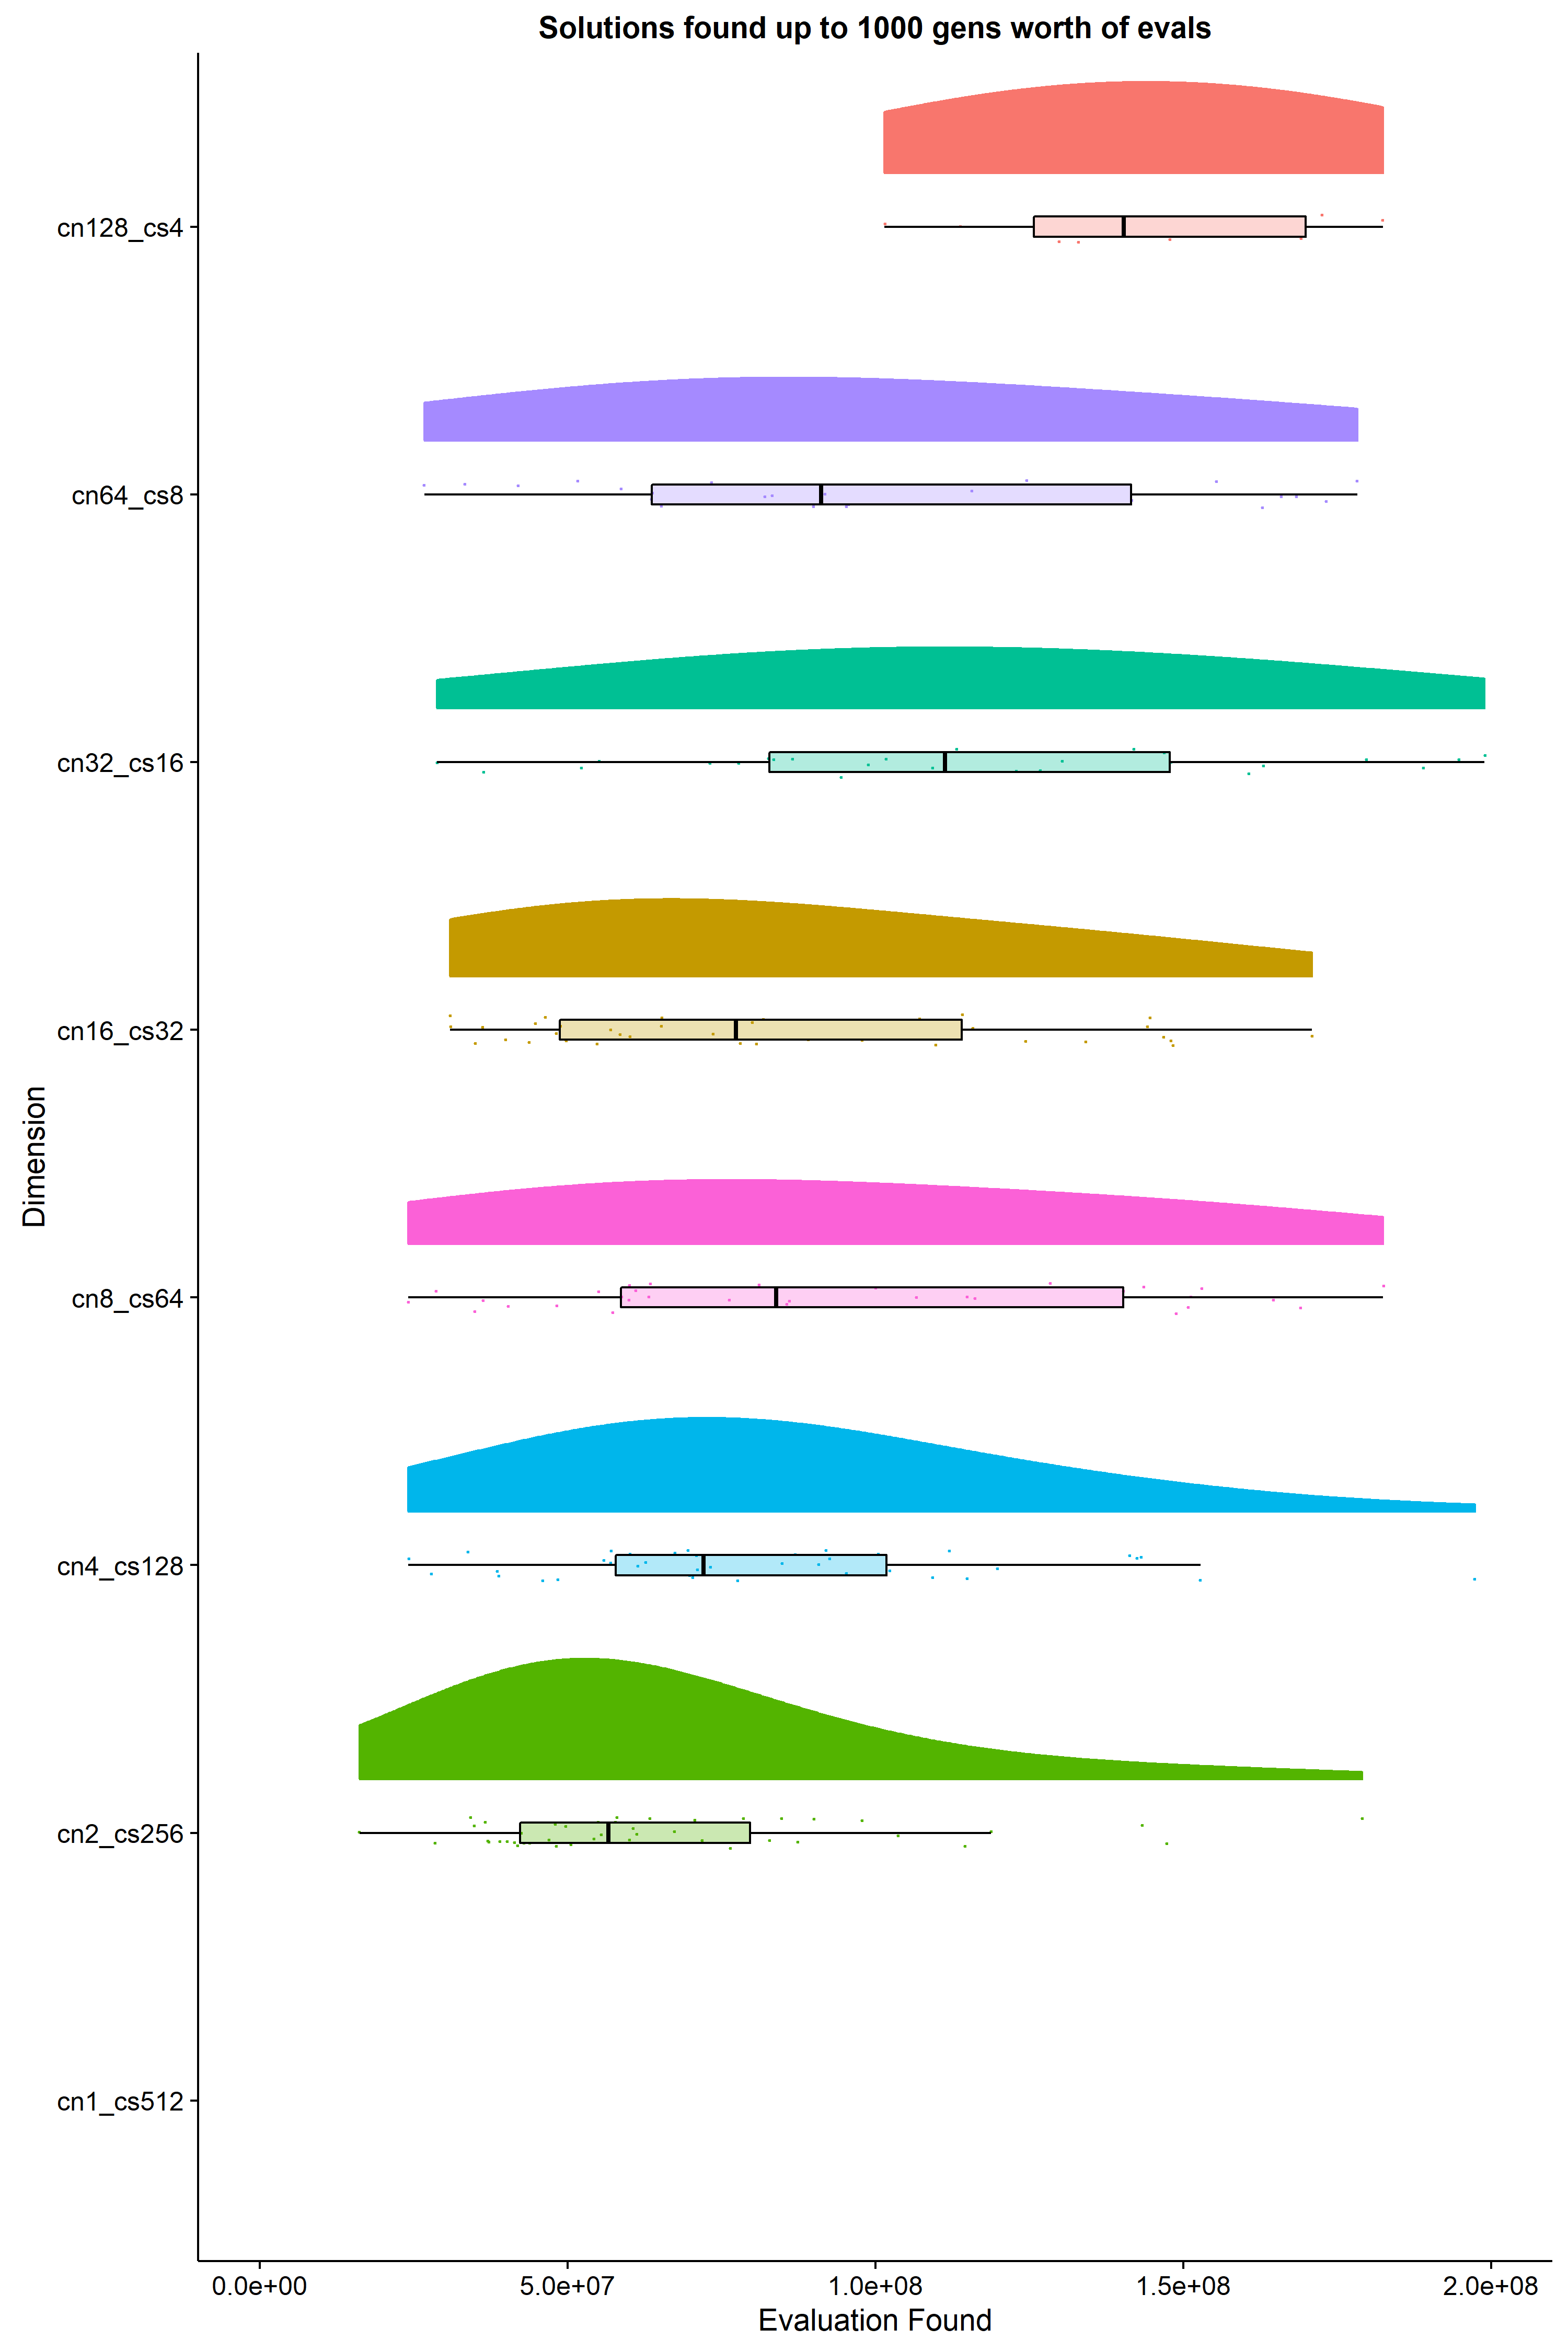 Solutions found up to 1000 gens worth of evals
cn128_cs4
cn64_cs8
cn32_cs16
cn16_cs32
Dimension
cn8_cs64
cn4_cs128
cn2_cs256
cn1_cs512
0.0e+00 5.0e+07 1.0e+08 1.5e+08 2.0e+08
Evaluation Found